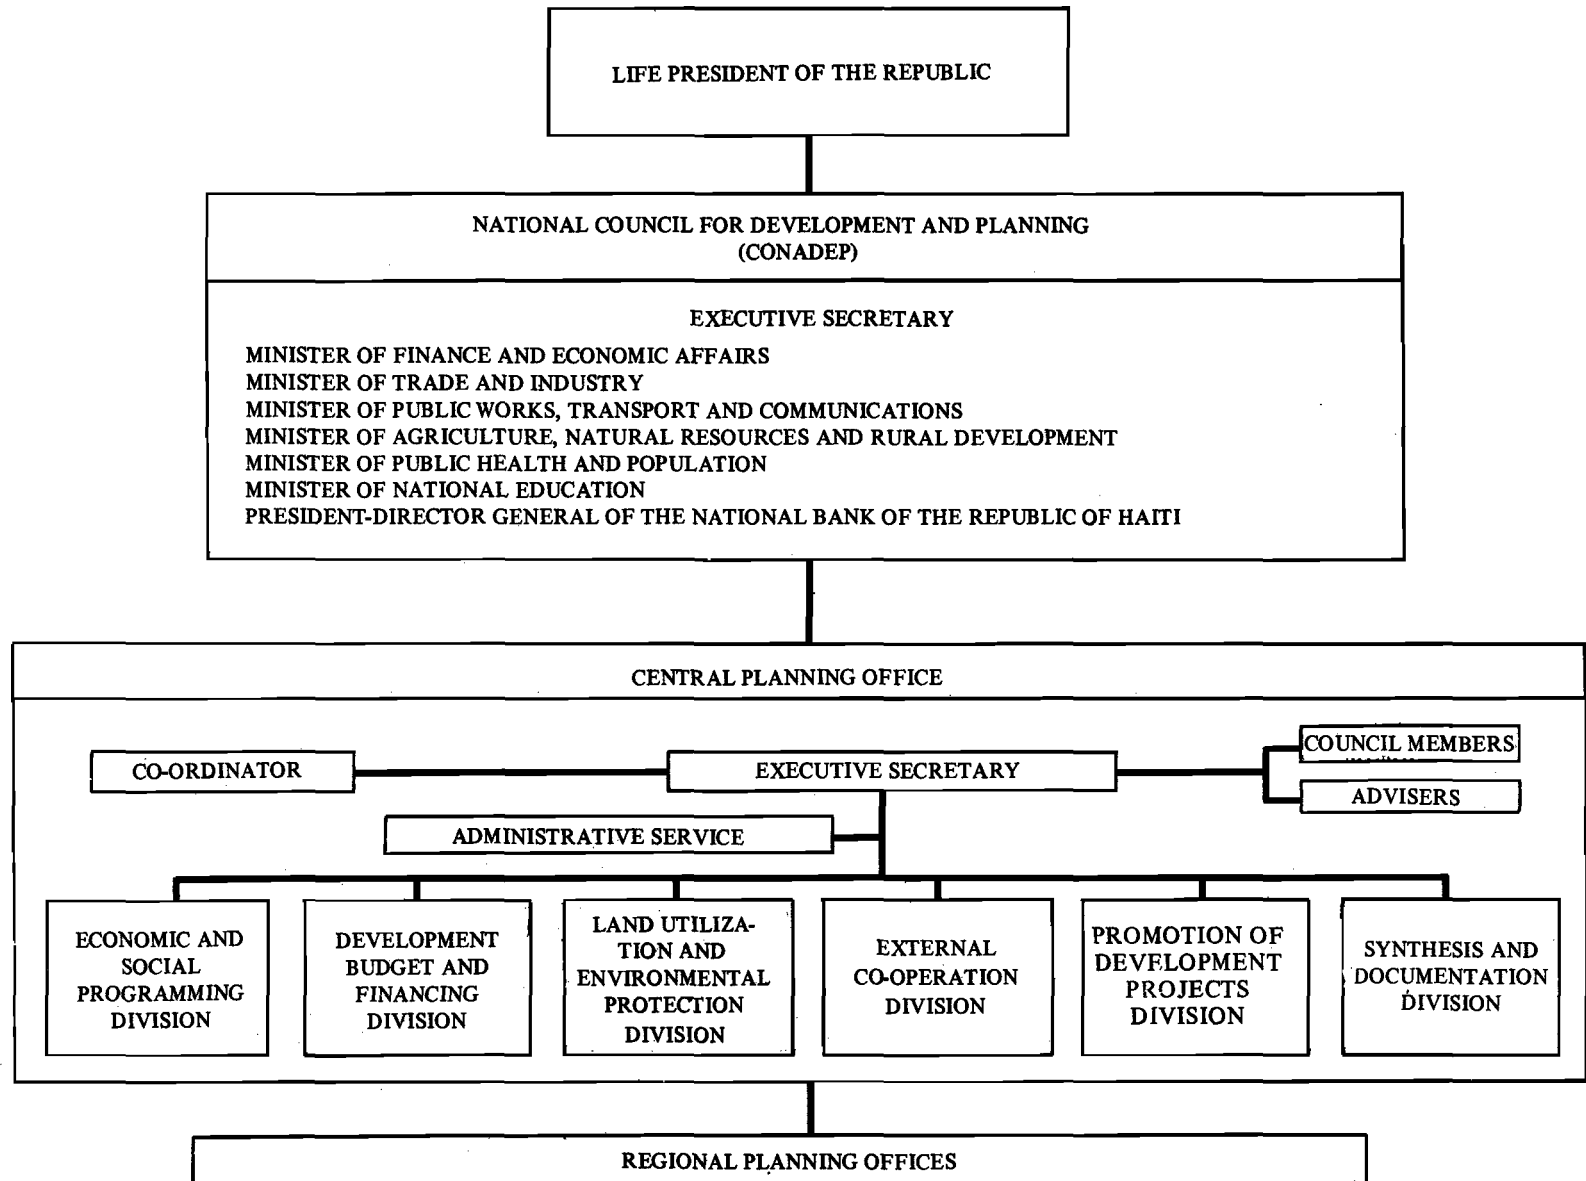 LIFE PRESIDENT OF THE REPUBLIC
NATIONAL COUNCIL FOR DEVELOPMENT AND PLANNING
(CONADEP)
EXECUTIVE SECRETARY
MINISTER OF FINANCE AND ECONOMIC AFFAIRS
MINISTER OF TRADE AND INDUSTRY
MINISTER OF PUBLIC WORKS, TRANSPORT AND COMMUNICATIONS
MINISTER OF AGRICULTURE, NATURAL RESOURCES AND RURAL DEVELOPMENT
MINISTER OF PUBLIC HEALTH AND POPULATION
MINISTER OF NATIONAL EDUCATION
PRESIDENT-DIRECTOR GENERAL OF THE NATIONAL BANK OF THE REPUBLIC OF HAITI
CENTRAL PLANNING OFFICE
CO-ORDINATOR
EXECUTIVE SECRETARY
COUNCIL MEMBERS
ADVISERS
ADMINISTRATIVE SERVICE
ECONOMIC AND
SOCIAL
PROGRAMMING
DIVISION
DEVELOPMENT
BUDGET AND
FINANCING
DIVISION
LAND UTILIZA-
TION AND
ENVIRONMENTAL
PROTECTION
DIVISION
EXTERNAL
CO-OPERATION
DIVISION
PROMOTION OF
DEVELOPMENT
PROJECTS
DIVISION
SYNTHESIS AND
DOCUMENTATION
DIVISION
REGIONAL PLANNING OFFICES